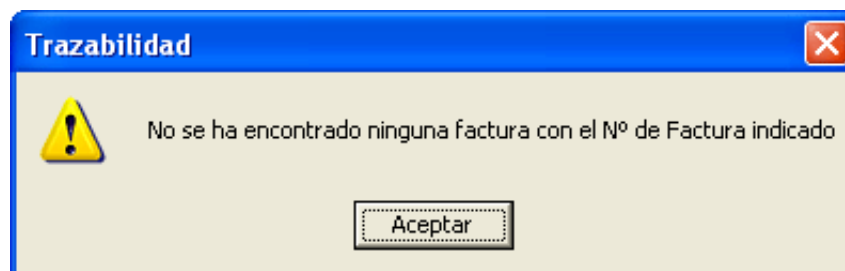 Trazabilidad
No se ha encontrado ninguna factura con el Nº de Factura indicado
Aceptar